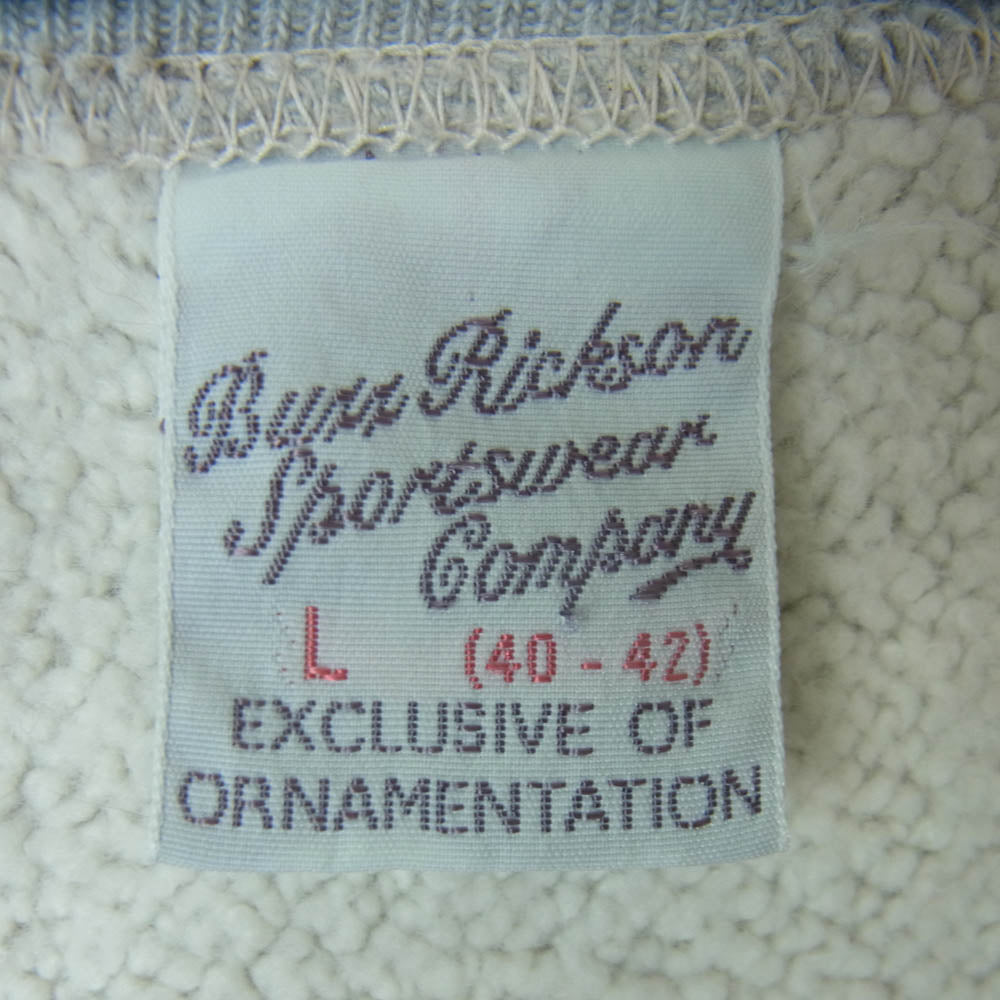 Buzz Rickson
Sportswear
Company
L (40 - 42)
EXCLUSIVE OF
ORNAMENTATION